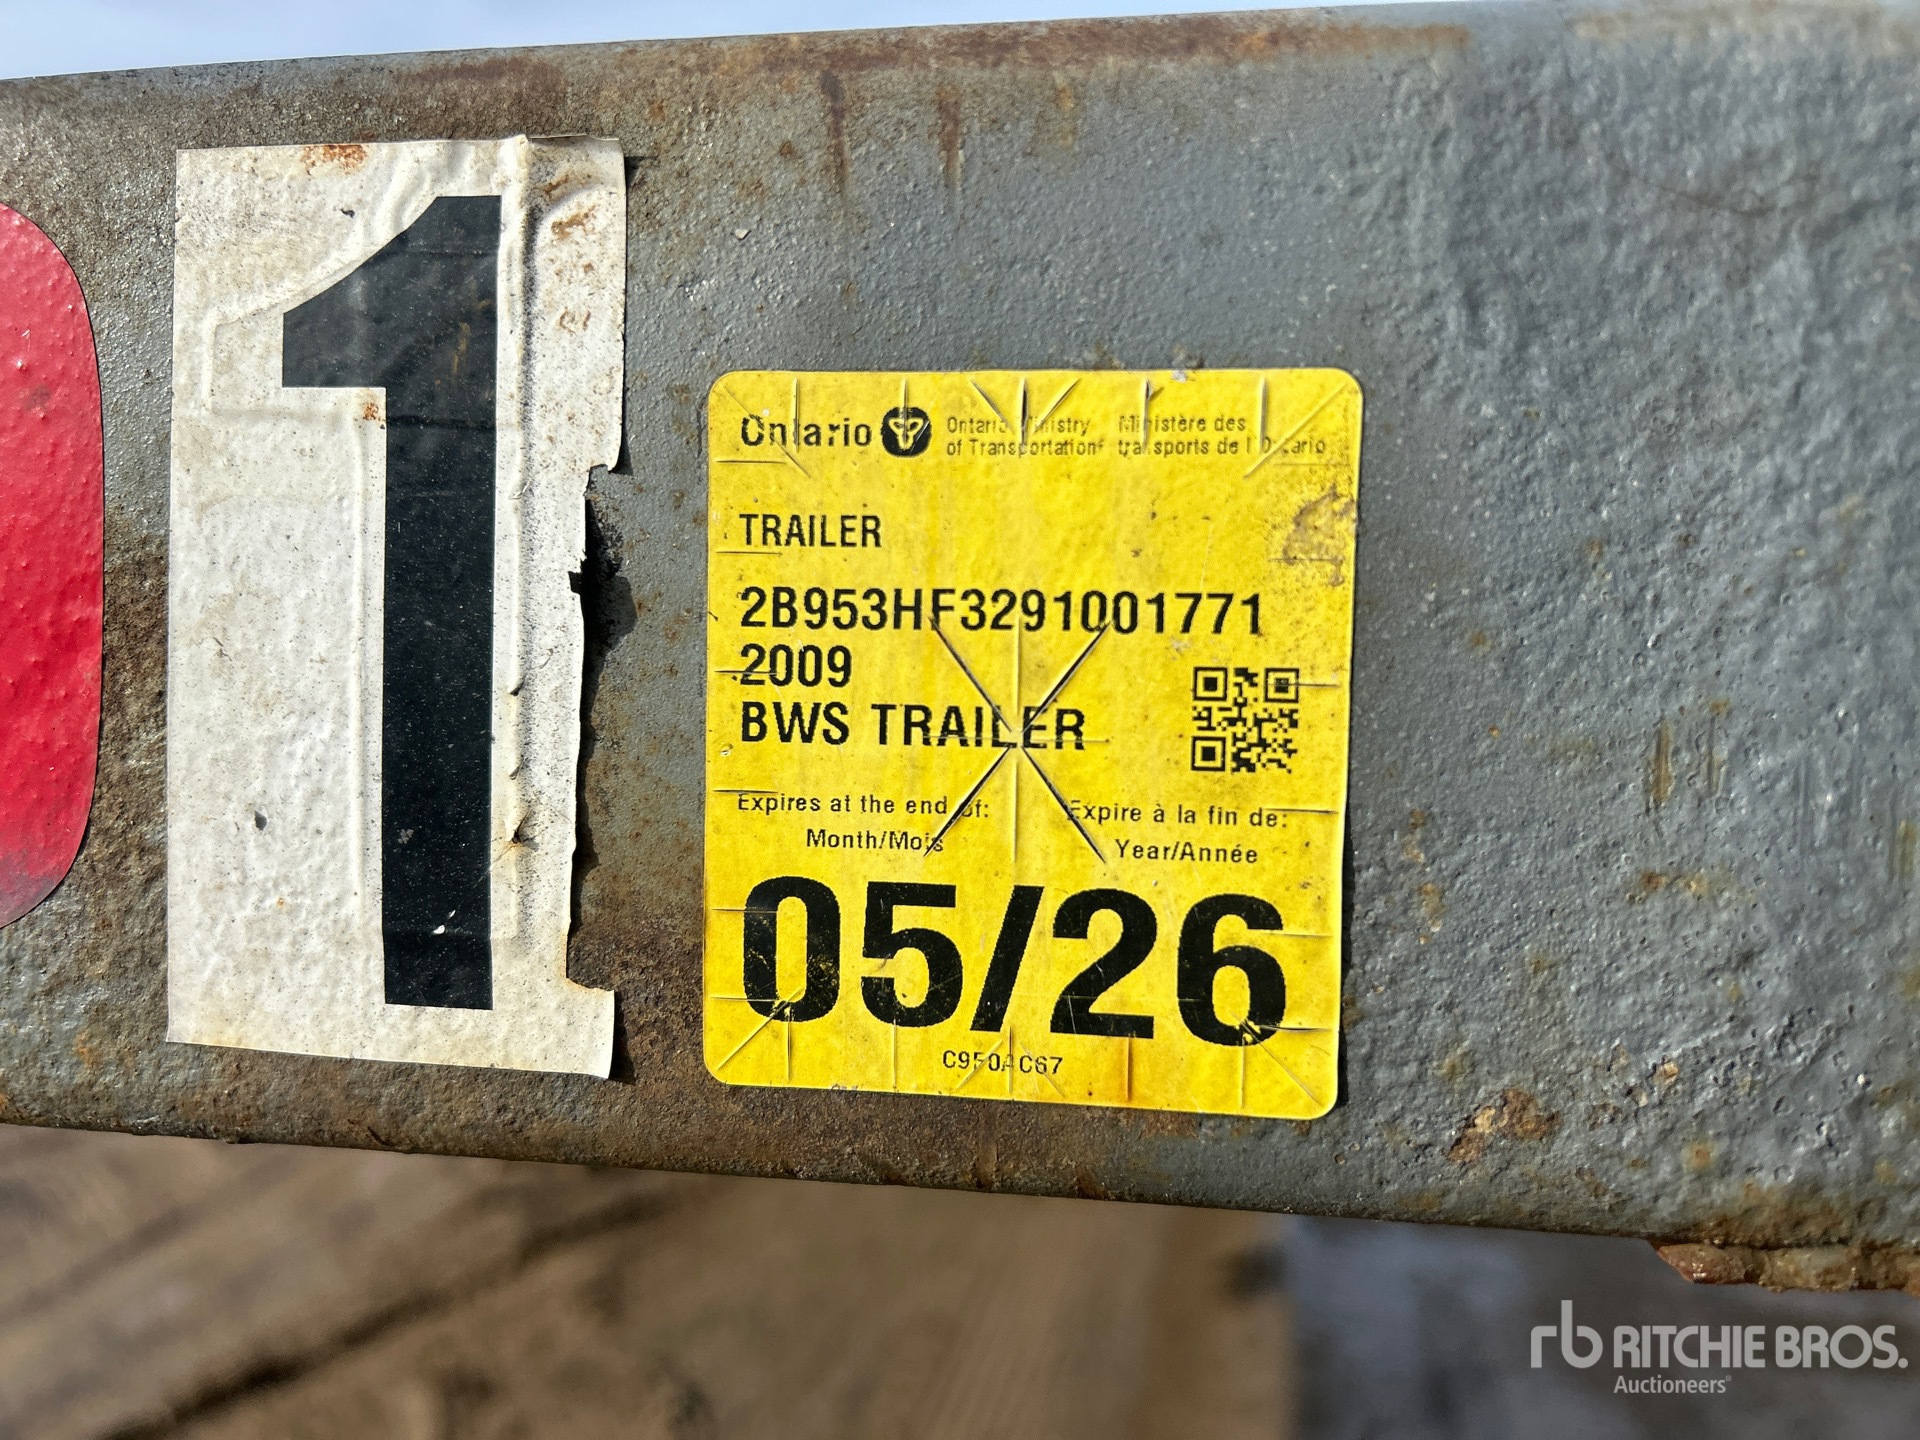 1
Ontario
Ontario Ministry
of Transportation
Ministère des
transports de l'Ontario
TRAILER
2B953HF3291001771
2009
BWS TRAILER
Expires at the end of:
Month/Mois
Expire à la fin de:
Year/Année
05/26
C950AC67
rb RITCHIE BROS.
Auctioneers